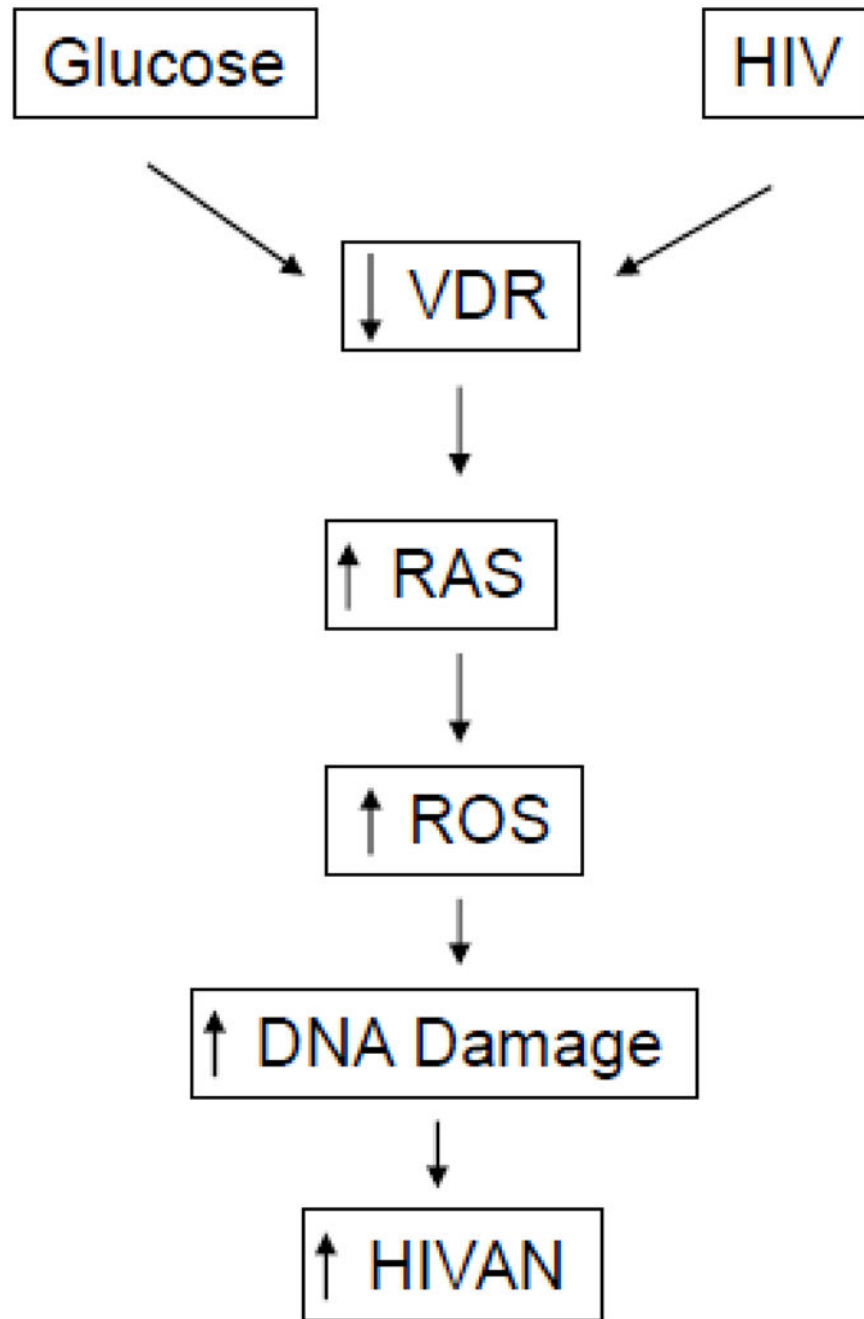 Glucose
HIV
↓ VDR
↑ RAS
↑ ROS
↑ DNA Damage
↑ HIVAN